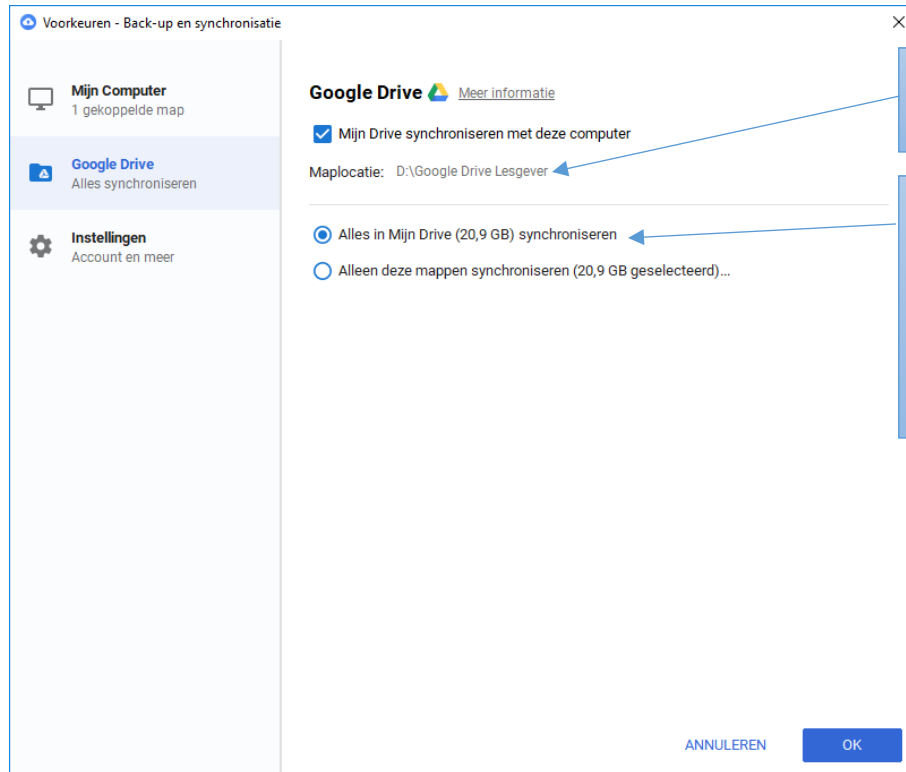 Voorkeuren - Back-up en synchronisatie
Mijn Computer
1 gekoppelde map
Google Drive
Alles synchroniseren
Instellingen
Account en meer
Google Drive Meer informatie
Mijn Drive synchroniseren met deze computer
Maplocatie: D:\Google Drive Lesgever
Alles in Mijn Drive (20,9 GB) synchroniseren
Alleen deze mappen synchroniseren (20,9 GB geselecteerd)...
ANNULEREN OK